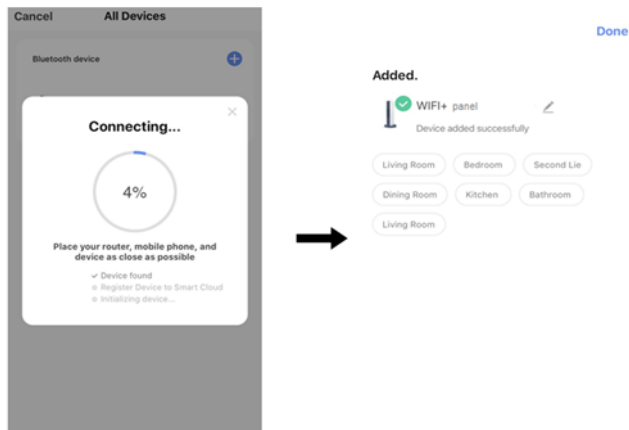 Cancel All Devices
Bluetooth device
Connecting...
4%
Place your router, mobile phone, and
device as close as possible
Device found
Register Device to Smart Cloud
Initializing device...
Done
Added.
WIFI+ panel
Device added successfully
Living Room Bedroom Second Lie
Dining Room Kitchen Bathroom
Living Room